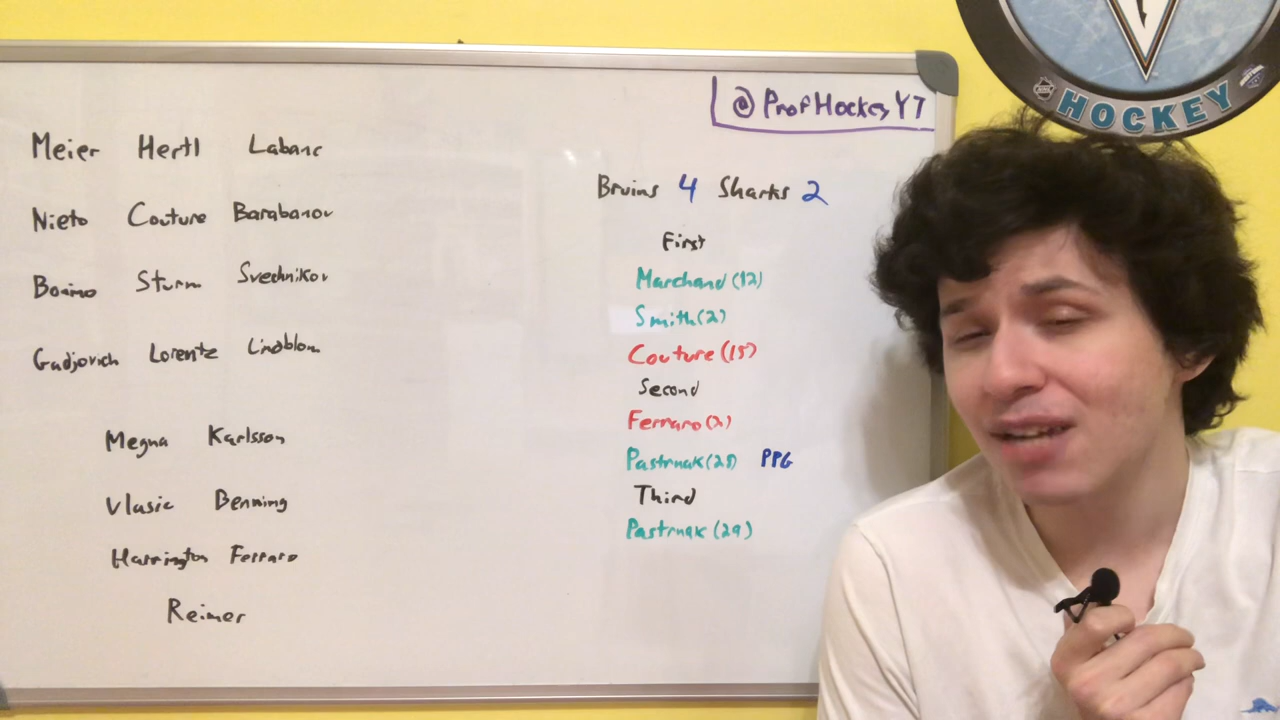 @ProfHockeyYT
HOCKEY
Meier Hertl Labanc
Nieto Couture Barabanov
Bonino Sturm Svechnikov
Gadjovich Lorentz Lindblom
Megna Karlsson
Vlasic Benning
Harrington Ferraro
Reimer
Bruins 4 Sharks 2
First
Marchand (12)
Smith (2)
Couture (15)
Second
Ferraro (2)
Pastrnak (28) PPG
Third
Pastrnak (29)